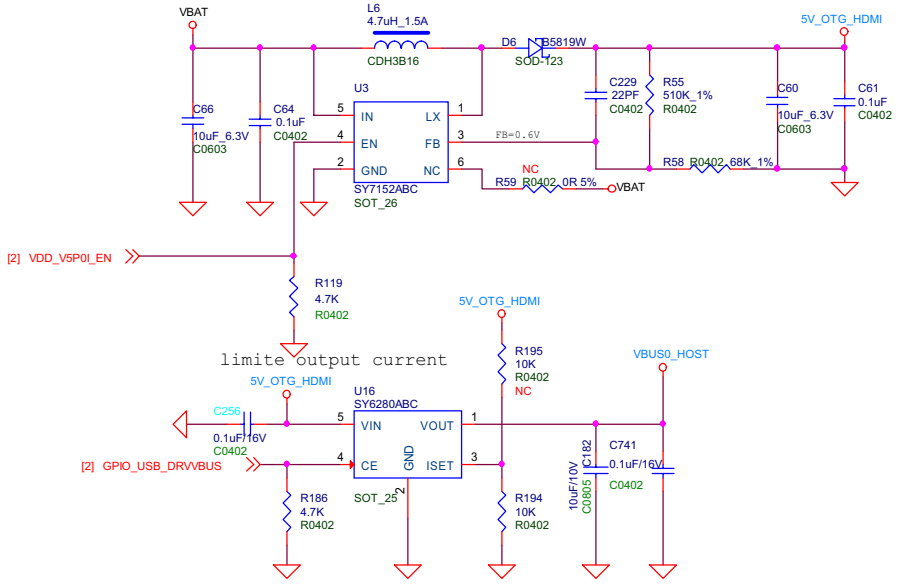 VBAT
L6
4.7uH_1.5A
CDH3B16
D6
B5819W
SOD-123
5V_OTG_HDMI
C66
10uF_6.3V
C0603
C64
0.1uF
C0402
U3
5
IN
LX
1
4
EN
FB
3
FB=0.6V
2
GND
NC
6
SY7152ABC
SOT_26
C229
22PF
C0402
R55
510K_1%
R0402
C60
10uF_6.3V
C0603
C61
0.1uF
C0402
R58
R0402
68K_1%
NC
R59
R0402
0R 5%
VBAT
[2] VDD_V5P0I_EN
R119
4.7K
R0402
limite output current
5V_OTG_HDMI
5V_OTG_HDMI
VBUS0_HOST
R195
10K
R0402
NC
U16
SY6280ABC
C256
0.1uF/16V
C0402
5
VIN
VOUT
1
[2] GPIO_USB_DRVVBUS
4
CE
GND
ISET
3
2
SOT_25
R186
4.7K
R0402
R194
10K
R0402
C182
10uF/10V
C0805
C741
0.1uF/16V
C0402